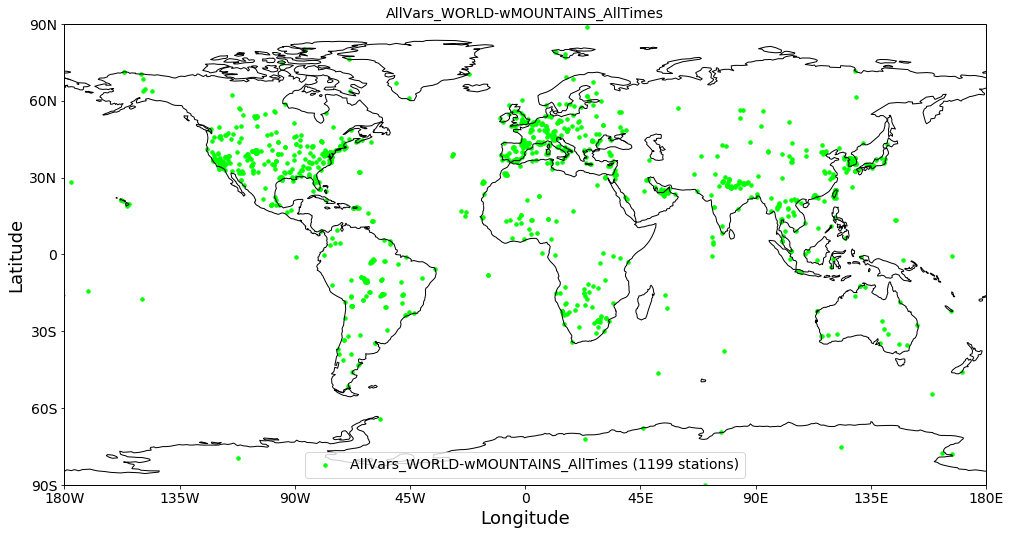 AllVars_WORLD-wMOUNTAINS_AllTimes
90N
60N
30N
0
30S
60S
90S
Latitude
AllVars_WORLD-wMOUNTAINS_AllTimes (1199 stations)
180W 135W 90W 45W 0 45E 90E 135E 180E
Longitude